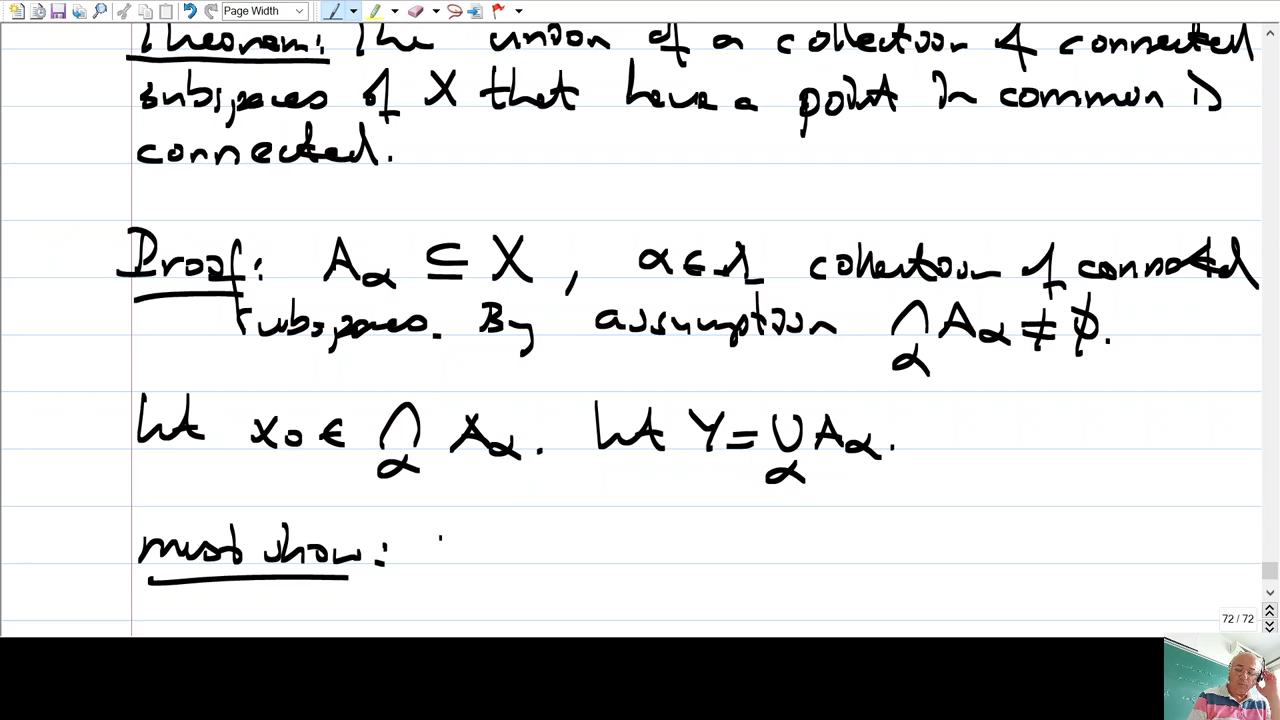 Page Width
Theorem: The union of a collection of connected
subspaces of X that have a point in common is
connected.
Proof: Aα ⊆ X, α ∈ Λ collection of connected
subspaces. By assumption ⋂α Aα ≠ ∅.
Let x0 ∈ ⋂α Aα. Let Y = ⋃α Aα.
must show:
72 / 72